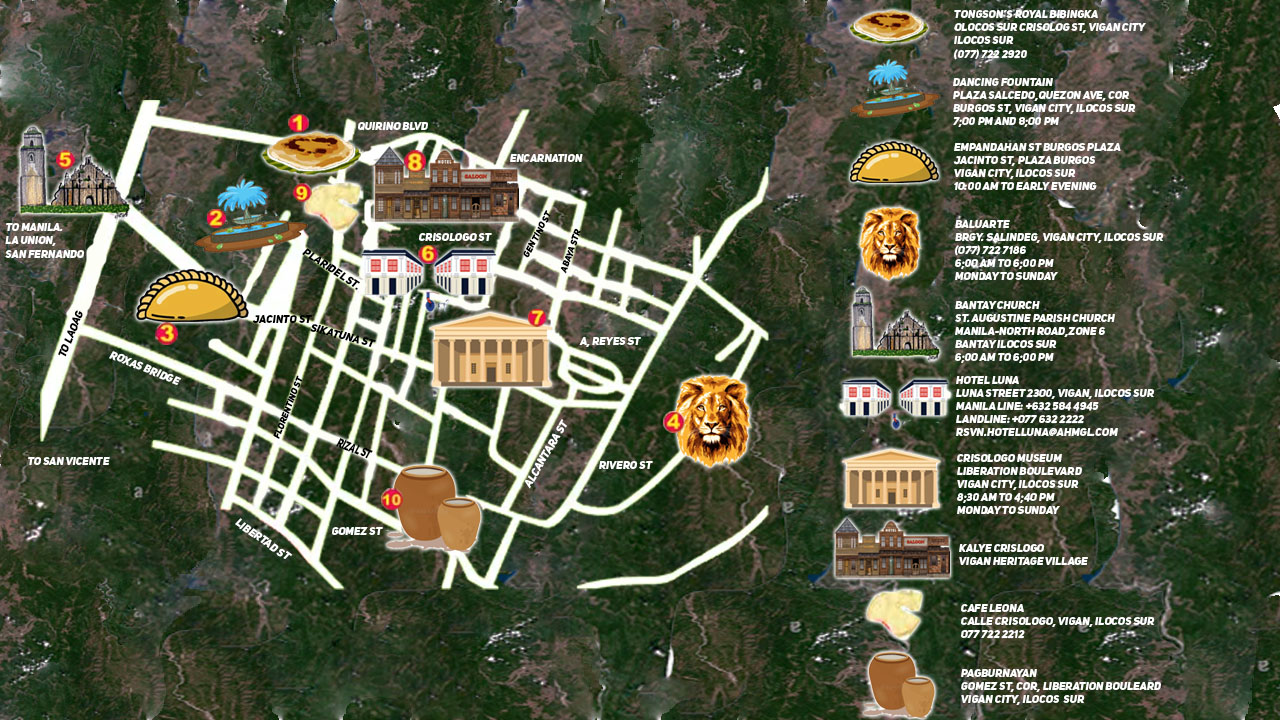 1
QUIRINO BLVD
8
ENCARNATION
HOTEL
SALOON
5
9
2
TO MANILA.
LA UNION,
SAN FERNANDO
CRISOLOGO ST
GENTINO ST
ABAYA STR
6
PLARIDEL ST.
3
JACINTO ST
SIKATUNA ST
7
A, REYES ST
TO LAOAG
ROXAS BRIDGE
FLORENTINO ST
4
RIZAL ST
ALCANTARA ST
RIVERO ST
TO SAN VICENTE
10
GOMEZ ST
LIBERTAD ST
TONGSON'S ROYAL BIBINGKA
OLOCOS SUR CRISOLOG ST, VIGAN CITY
ILOCOS SUR
(077) 722 2920
DANCING FOUNTAIN
PLAZA SALCEDO,QUEZON AVE, COR
BURGOS ST, VIGAN CITY, ILOCOS SUR
7;00 PM AND 8;00 PM
EMPANDAHAN ST BURGOS PLAZA
JACINTO ST, PLAZA BURGOS
VIGAN CITY, ILOCOS SUR
10:00 AM TO EARLY EVENING
BALUARTE
BRGY. SALINDEG, VIGAN CITY, ILOCOS SUR
(077) 722 7186
6;00 AM TO 6;00 PM
MONDAY TO SUNDAY
BANTAY CHURCH
ST. AUGUSTINE PARISH CHURCH
MANILA-NORTH ROAD,ZONE 6
BANTAY ILOCOS SUR
6;00 AM TO 6;00 PM
HOTEL LUNA
LUNA STREET 2300, VIGAN, ILOCOS SUR
MANILA LINE: +632 584 4945
LANDLINE: +077 632 2222
RSVN.HOTELLUNA@AHMGL.COM
CRISOLOGO MUSEUM
LIBERATION BOULEVARD
VIGAN CITY, ILOCOS SUR
8;30 AM TO 4;40 PM
MONDAY TO SUNDAY
HOTEL
SALOON
KALYE CRISLOGO
VIGAN HERITAGE VILLAGE
CAFE LEONA
CALLE CRISOLOGO, VIGAN, ILOCOS SUR
077 722 2212
PAGBURNAYAN
GOMEZ ST, COR, LIBERATION BOULEARD
VIGAN CITY, ILOCOS SUR